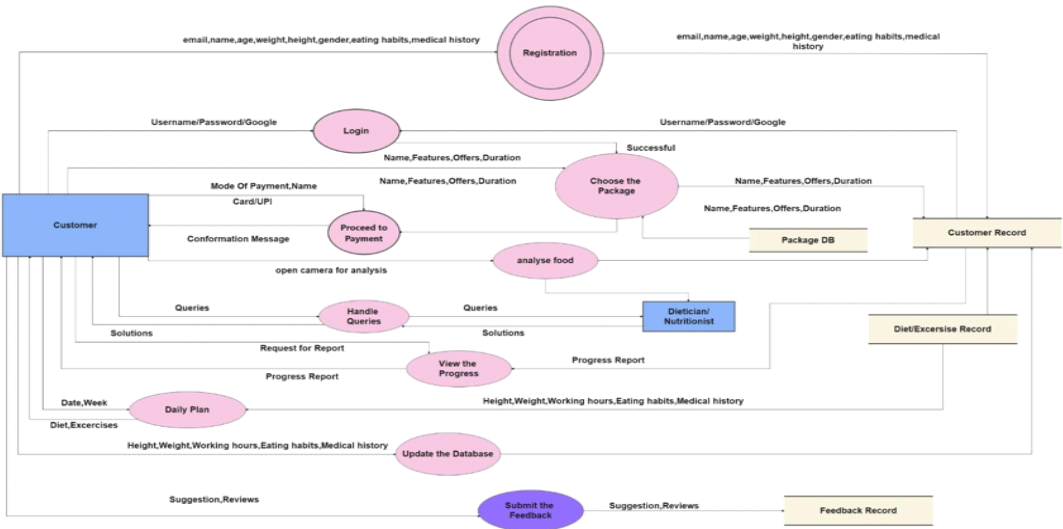 email,name,age,weight,height,gender,eating habits,medical history
Registration
email,name,age,weight,height,gender,eating habits,medical
history
Username/Password/Google
Login
Username/Password/Google
Successful
Name,Features,Offers,Duration
Choose the
Package
Mode Of Payment,Name
Name,Features,Offers,Duration
Name,Features,Offers,Duration
Card/UPI
Name,Features,Offers,Duration
Customer
Proceed to
Payment
Conformation Message
Package DB
Customer Record
open camera for analysis
analyse food
Queries
Handle
Queries
Queries
Dietician/
Nutritionist
Solutions
Solutions
Diet/Excersise Record
Request for Report
View the
Progress
Progress Report
Progress Report
Date,Week
Daily Plan
Height,Weight,Working hours,Eating habits,Medical history
Diet,Excercises
Height,Weight,Working hours,Eating habits,Medical history
Update the Database
Suggestion,Reviews
Submit the
Feedback
Suggestion,Reviews
Feedback Record